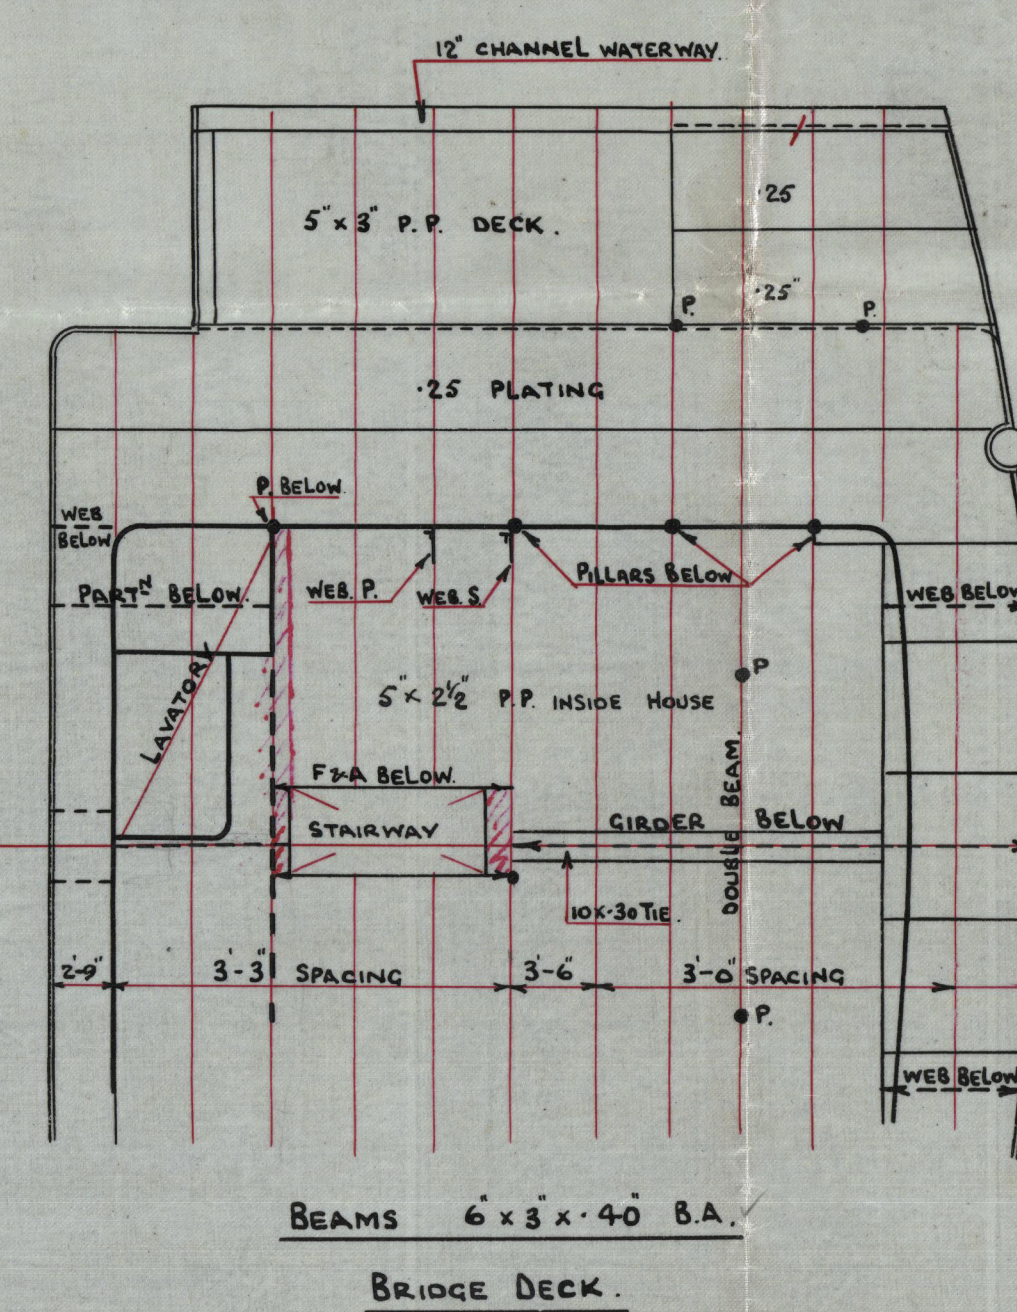 12" CHANNEL WATERWAY.
·25
5" x 3" P.P. DECK.
·25"
P.
P.
·25 PLATING
P. BELOW.
WEB
BELOW
PARTN BELOW.
WEB. P.
WEB. S.
PILLARS BELOW
WEB BELOW
P
LAVATORY
5" x 2½" P.P. INSIDE HOUSE
F & A BELOW.
STAIRWAY
GIRDER BELOW
DOUBLE BEAM.
10 x ·30 TIE.
2'-9"
3'-3" SPACING
3'-6"
3'-0" SPACING
P.
WEB BELOW
BEAMS 6" x 3" x ·40" B.A.
BRIDGE DECK.